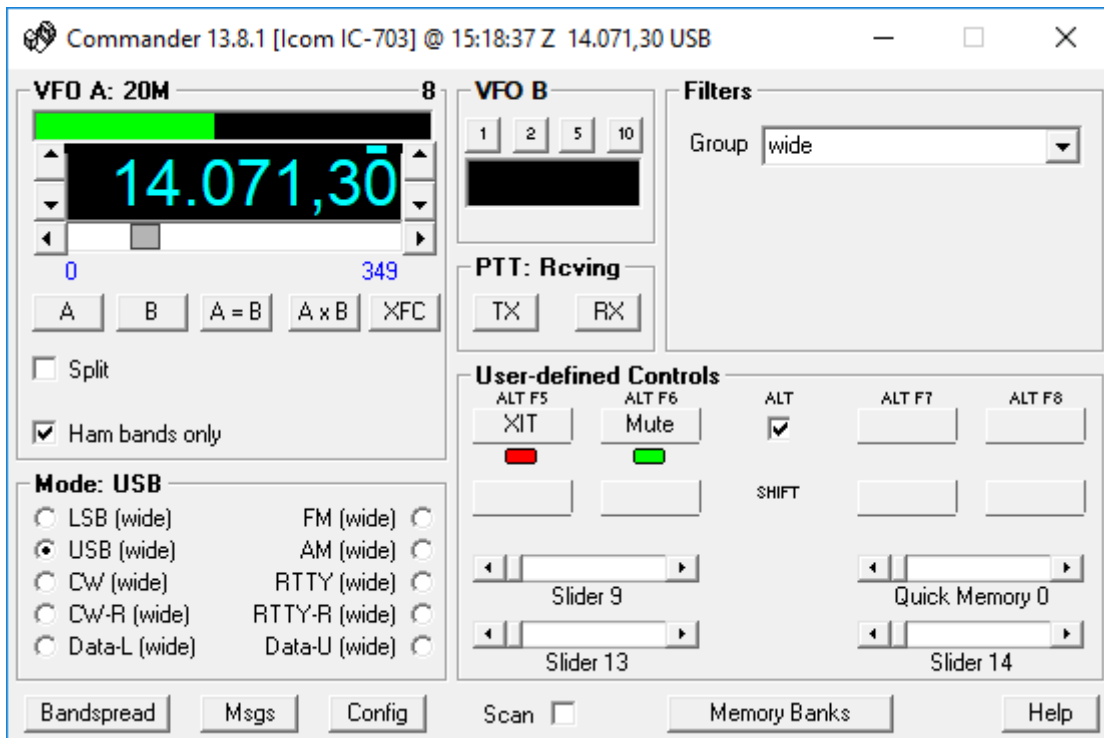 Commander 13.8.1 [Icom IC-703] @ 15:18:37 Z 14.071,30 USB
VFO A: 20M 8
14.071,30
0 349
A B A = B A x B XFC
Split
Ham bands only
VFO B
1 2 5 10
PTT: Rcving
TX RX
Filters
Group wide
Mode: USB
LSB (wide) FM (wide)
USB (wide) AM (wide)
CW (wide) RTTY (wide)
CW-R (wide) RTTY-R (wide)
Data-L (wide) Data-U (wide)
User-defined Controls
ALT F5 ALT F6 ALT ALT F7 ALT F8
XIT Mute
SHIFT
Slider 9 Quick Memory 0
Slider 13 Slider 14
Bandspread Msgs Config Scan Memory Banks Help